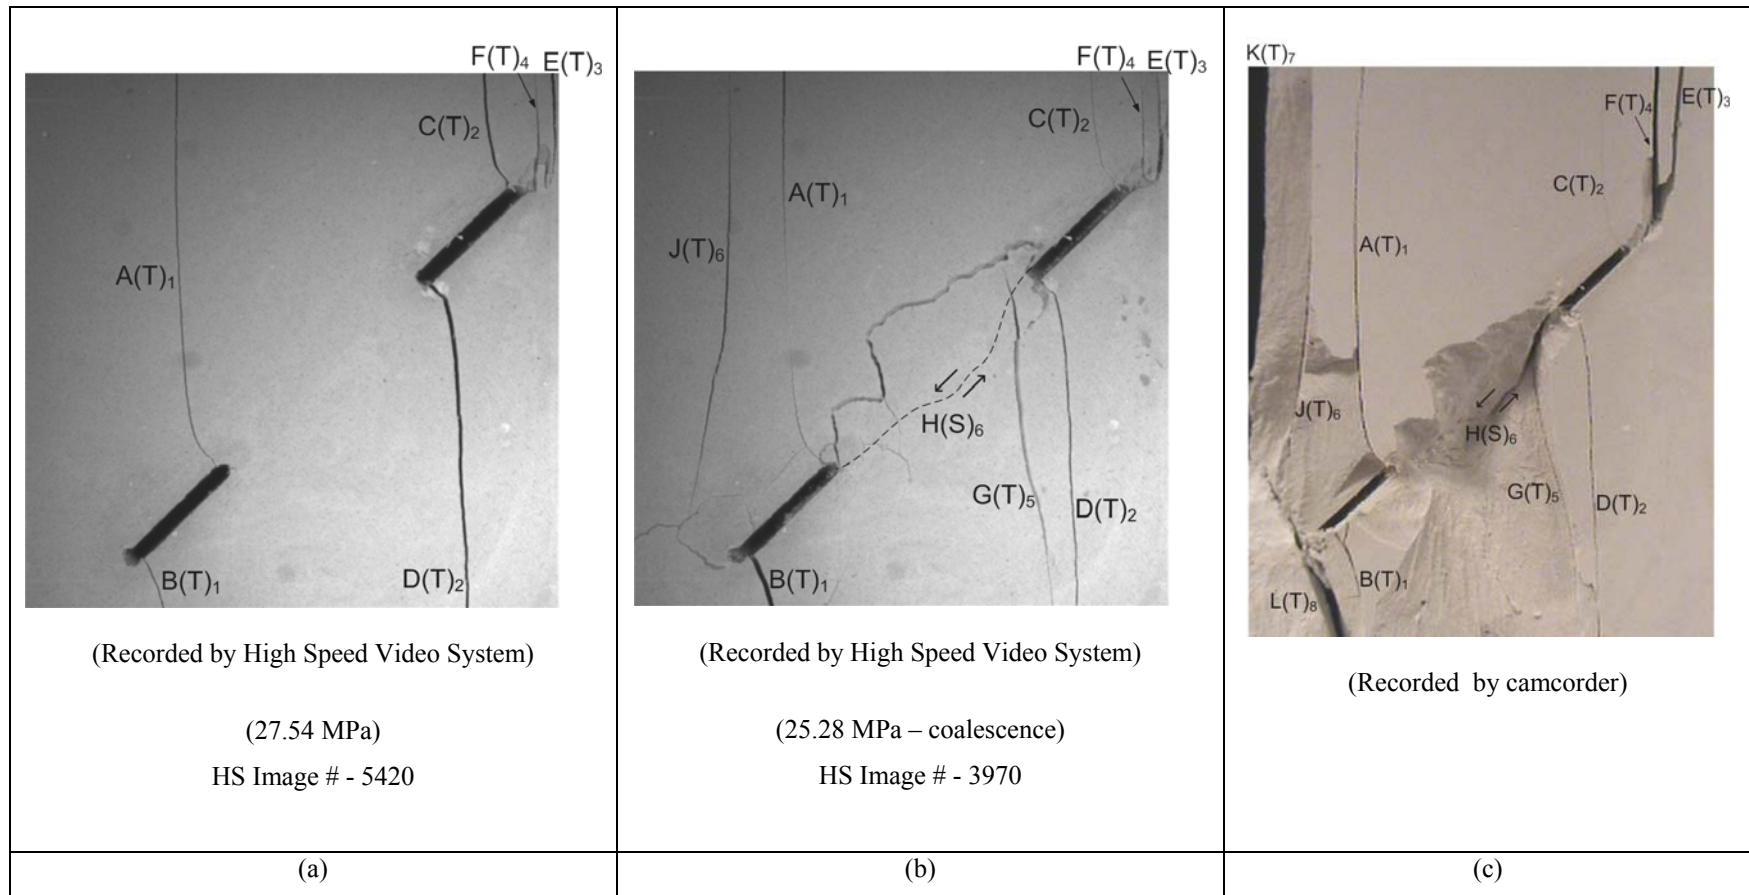 F(T)₄ E(T)₃
C(T)₂
A(T)₁
B(T)₁
D(T)₂
(Recorded by High Speed Video System)
(27.54 MPa)
HS Image # - 5420
(a)
F(T)₄ E(T)₃
C(T)₂
A(T)₁
J(T)₆
H(S)₆
G(T)₅
D(T)₂
B(T)₁
(Recorded by High Speed Video System)
(25.28 MPa – coalescence)
HS Image # - 3970
(b)
K(T)₇
F(T)₄
E(T)₃
C(T)₂
A(T)₁
J(T)₆
H(S)₆
G(T)₅
D(T)₂
B(T)₁
L(T)₈
(Recorded by camcorder)
(c)